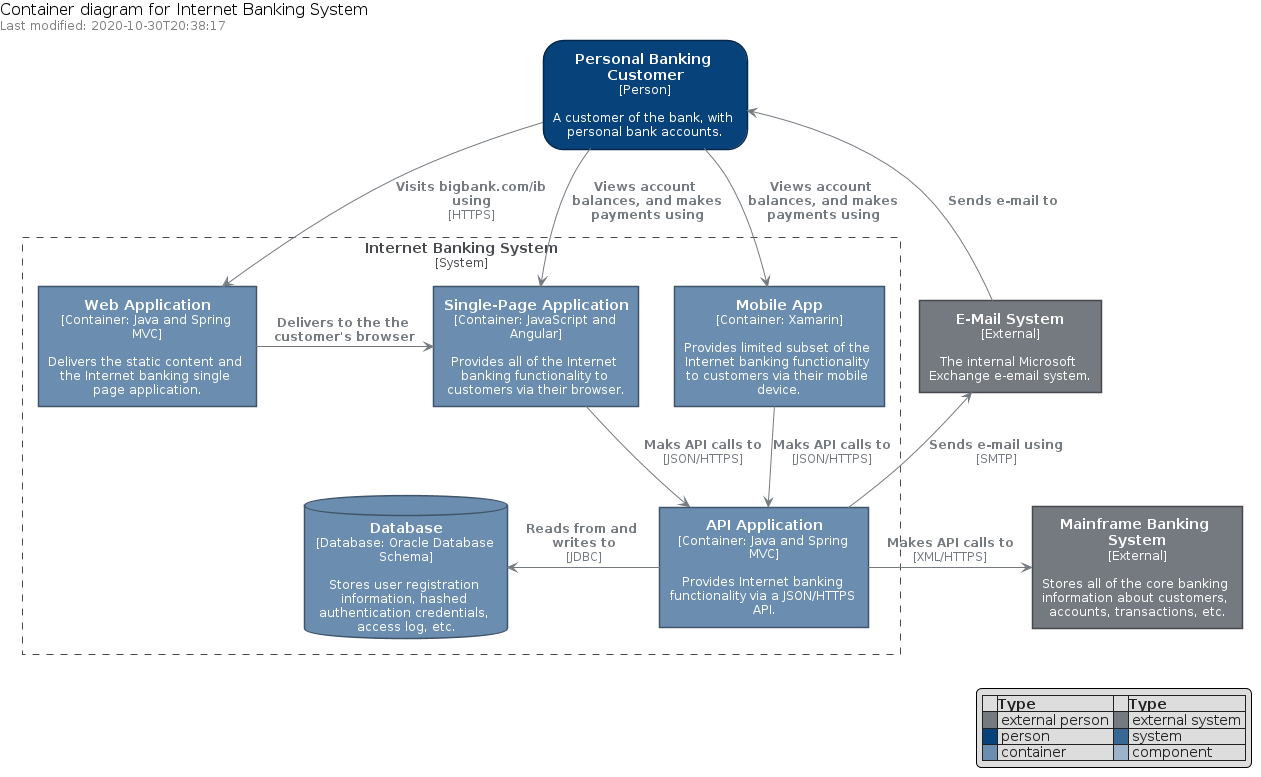 Container diagram for Internet Banking System
Last modified: 2020-10-30T20:38:17
Personal Banking
Customer
[Person]
A customer of the bank, with
personal bank accounts.
Visits bigbank.com/ib
using
[HTTPS]
Views account
balances, and makes
payments using
Views account
balances, and makes
payments using
Sends e-mail to
Internet Banking System
[System]
Web Application
[Container: Java and Spring
MVC]
Delivers the static content and
the Internet banking single
page application.
Delivers to the the
customer's browser
Single-Page Application
[Container: JavaScript and
Angular]
Provides all of the Internet
banking functionality to
customers via their browser.
Mobile App
[Container: Xamarin]
Provides limited subset of the
Internet banking functionality
to customers via their mobile
device.
E-Mail System
[External]
The internal Microsoft
Exchange e-email system.
Maks API calls to
[JSON/HTTPS]
Maks API calls to
[JSON/HTTPS]
Sends e-mail using
[SMTP]
Database
[Database: Oracle Database
Schema]
Stores user registration
information, hashed
authentication credentials,
access log, etc.
Reads from and
writes to
[JDBC]
API Application
[Container: Java and Spring
MVC]
Provides Internet banking
functionality via a JSON/HTTPS
API.
Makes API calls to
[XML/HTTPS]
Mainframe Banking
System
[External]
Stores all of the core banking
information about customers,
accounts, transactions, etc.
Type Type
external person external system
person system
container component